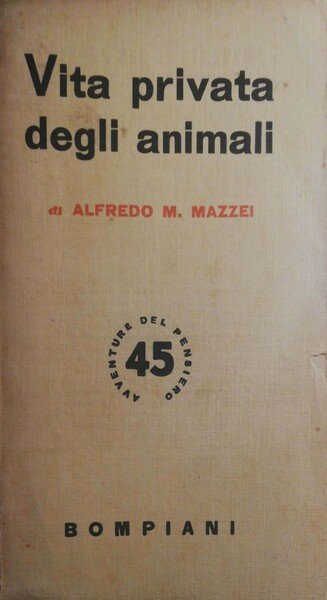 Vita privata
degli animali
di ALFREDO M. MAZZEI
AVVENTURE DEL PENSIERO
45
BOMPIANI